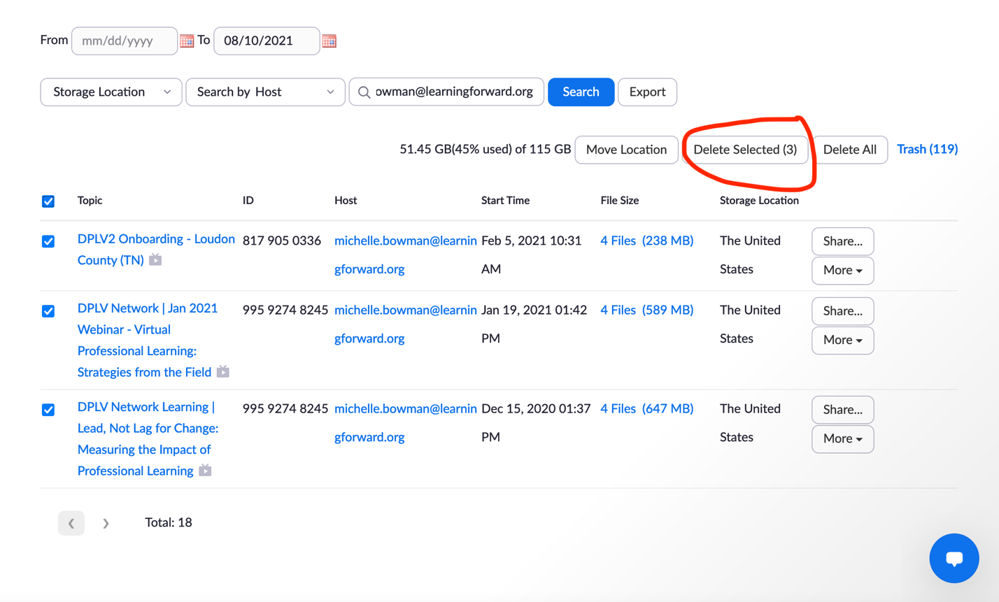 From mm/dd/yyyy To 08/10/2021
Storage Location Search by Host owman@learningforward.org Search Export
51.45 GB(45% used) of 115 GB Move Location Delete Selected (3) Delete All Trash (119)
Topic ID Host Start Time File Size Storage Location
DPLV2 Onboarding - Loudon 817 905 0336 michelle.bowman@learnin Feb 5, 2021 10:31 4 Files (238 MB) The United Share...
County (TN) gforward.org AM States More
DPLV Network | Jan 2021 995 9274 8245 michelle.bowman@learnin Jan 19, 2021 01:42 4 Files (589 MB) The United Share...
Webinar - Virtual gforward.org PM States More
Professional Learning:
Strategies from the Field
DPLV Network Learning | 995 9274 8245 michelle.bowman@learnin Dec 15, 2020 01:37 4 Files (647 MB) The United Share...
Lead, Not Lag for Change: gforward.org PM States More
Measuring the Impact of
Professional Learning
Total: 18